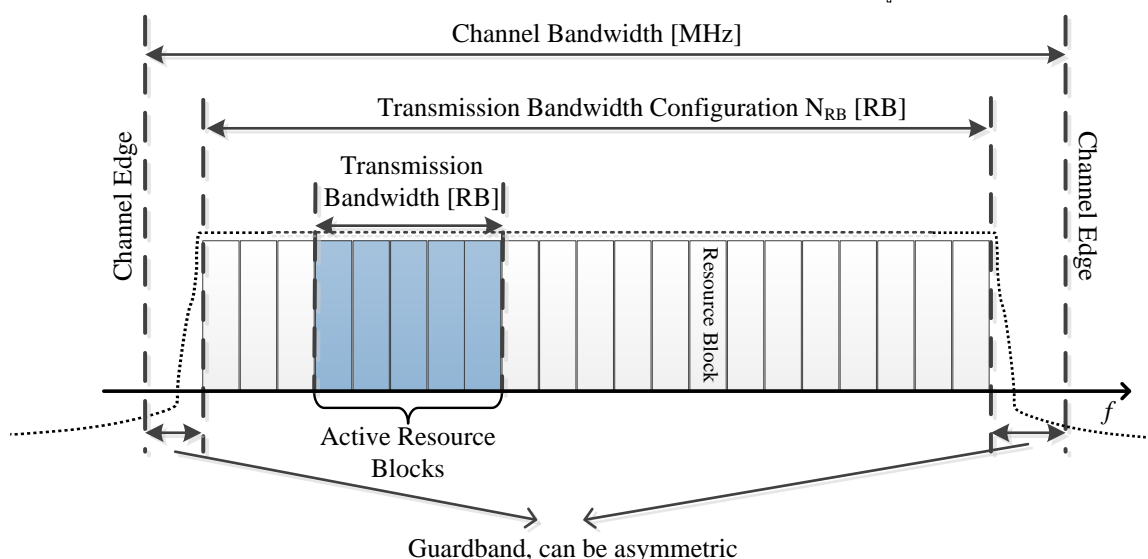 Channel Bandwidth [MHz]
Transmission Bandwidth Configuration N_RB [RB]
Channel Edge
Transmission
Bandwidth [RB]
Channel Edge
Resource Block
f
Active Resource
Blocks
Guardband, can be asymmetric